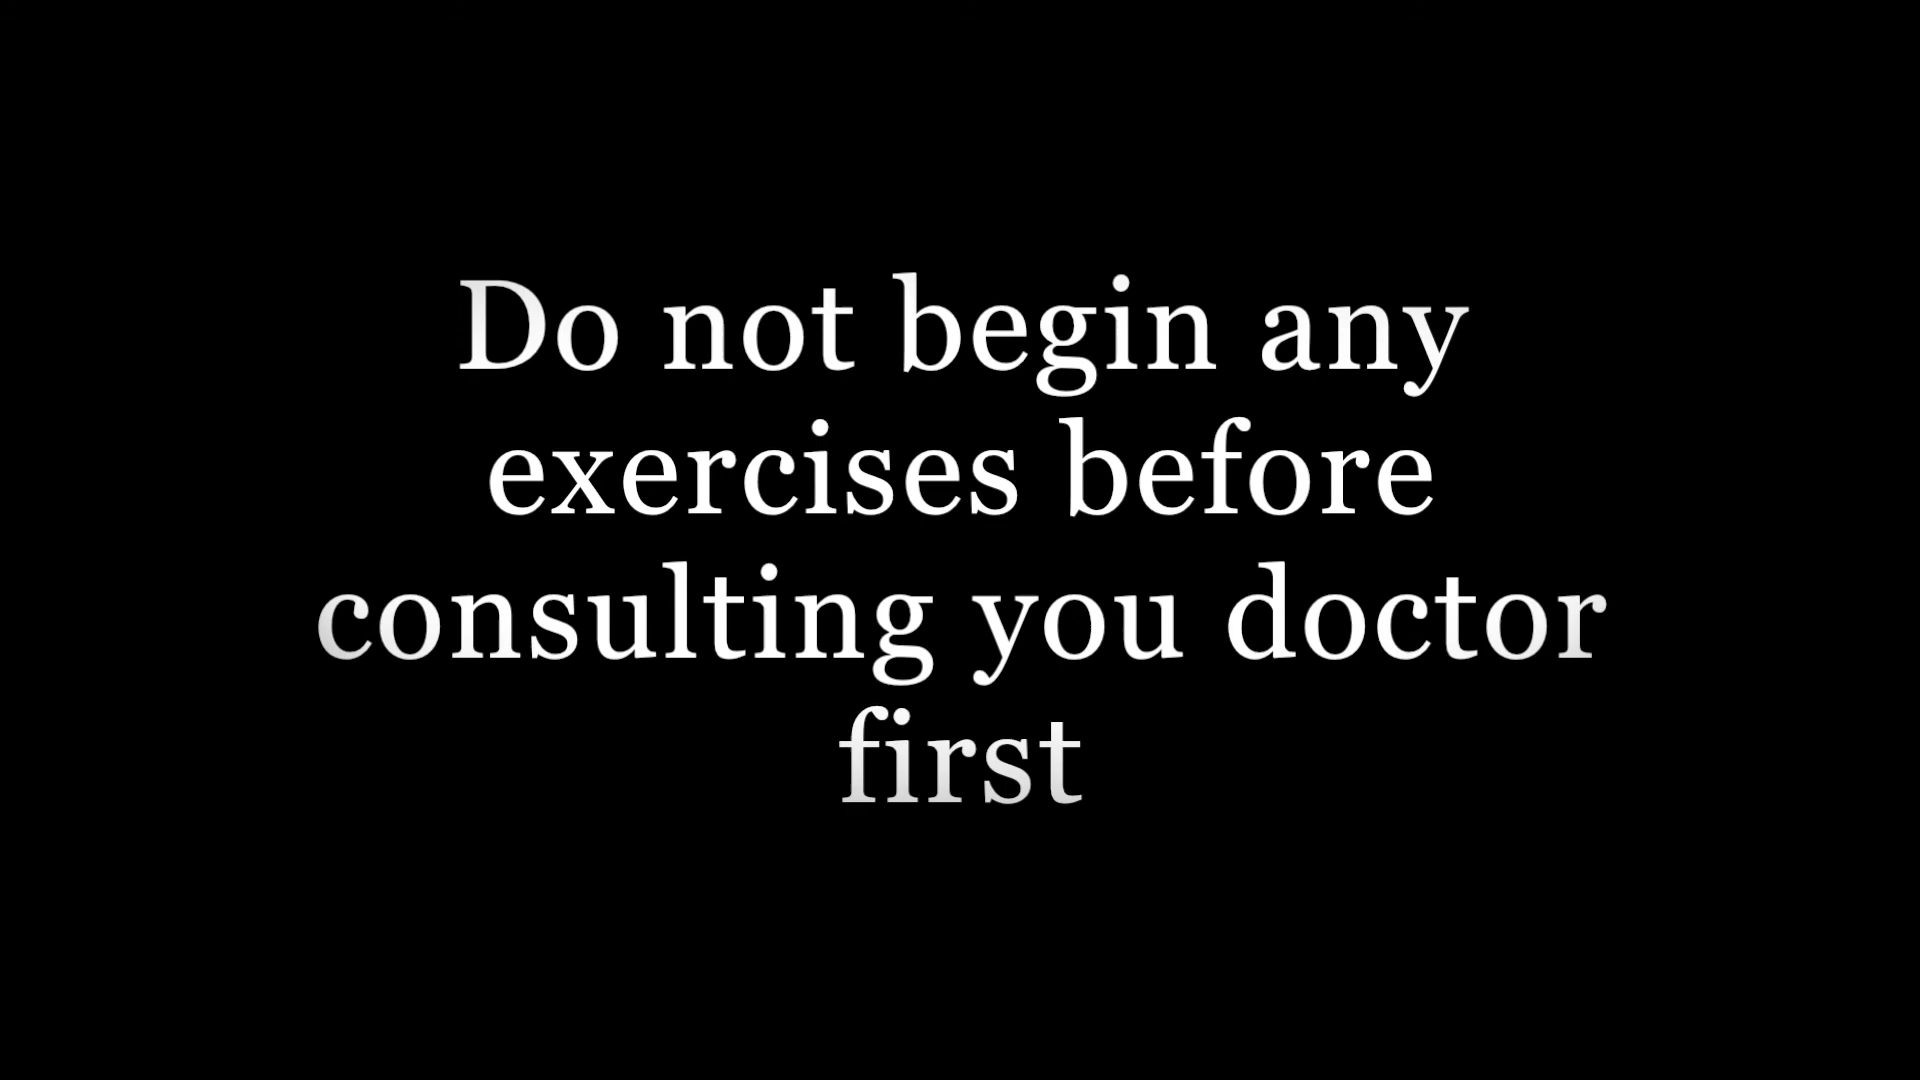 Do not begin any
exercises before
consulting you doctor
first